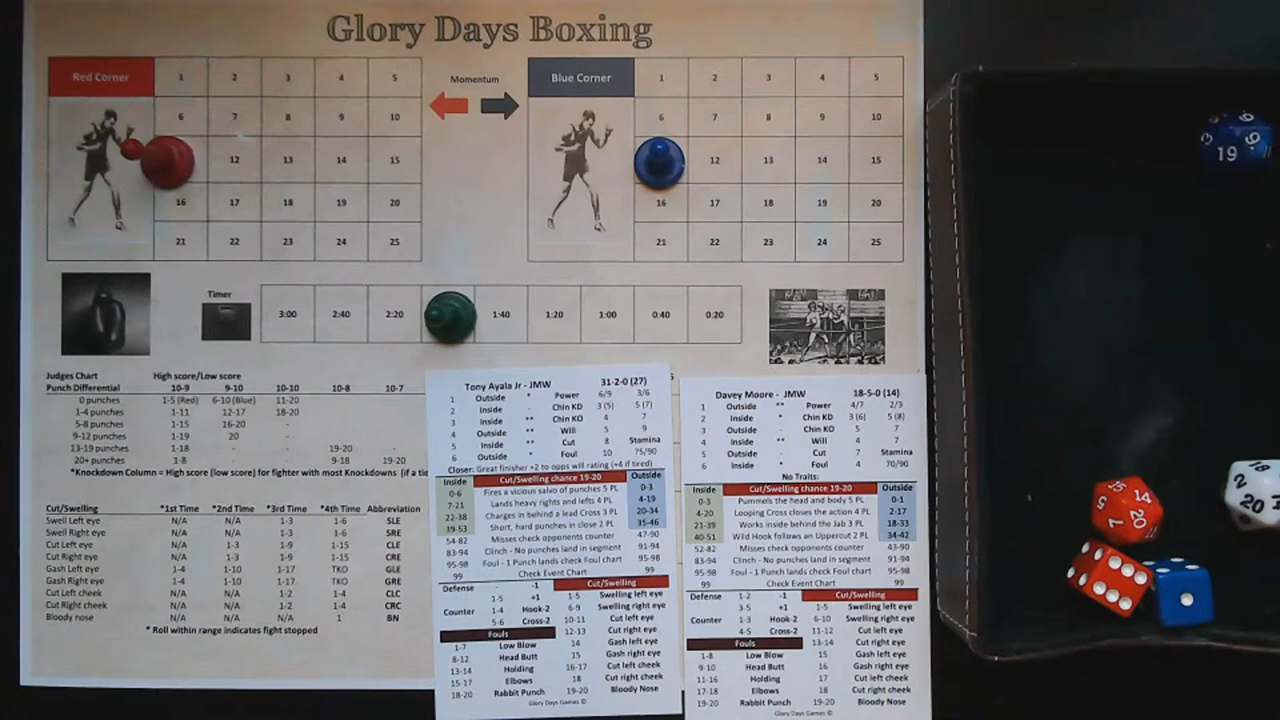 Glory Days Boxing
Red Corner 1 2 3 4 5
6 7 8 9 10
12 13 14 15
16 17 18 19 20
21 22 23 24 25
Momentum
Blue Corner 1 2 3 4 5
6 7 8 9 10
12 13 14 15
16 17 18 19 20
21 22 23 24 25
Timer
3:00 2:40 2:20 1:40 1:20 1:00 0:40 0:20
Judges Chart High score/Low score
Punch Differential 10-9 9-10 10-10 10-8 10-7
0 punches 1-5 (Red) 6-10 (Blue) 11-20
1-4 punches 1-11 12-17 18-20
5-8 punches 1-15 16-20 -
9-12 punches 1-19 20 -
13-19 punches 1-18 - - 19-20 -
20+ punches 1-8 - - 9-18 19-20
*Knockdown Column = High score (low score) for fighter with most Knockdowns (if a tie
Cut/Swelling *1st Time *2nd Time *3rd Time *4th Time Abbreviation
Swell Left eye N/A N/A 1-3 1-6 SLE
Swell Right eye N/A N/A 1-3 1-6 SRE
Cut Left eye N/A 1-3 1-9 1-15 CLE
Cut Right eye N/A 1-3 1-9 1-15 CRE
Gash Left eye 1-4 1-10 1-17 TKO GLE
Gash Right eye 1-4 1-10 1-17 TKO GRE
Cut Left cheek N/A N/A 1-2 1-4 CLC
Cut Right cheek N/A N/A 1-2 1-4 CRC
Bloody nose N/A N/A N/A 1 BN
* Roll within range indicates fight stopped
Tony Ayala Jr - JMW 31-2-0 (27)
1 Outside * Power 6/9 3/6
2 Inside - Chin KD 3 (5) 5 (7)
3 Inside ** Chin KO 4 7
4 Outside ** Will 5 9
5 Inside ** Cut 8 Stamina
6 Outside * Foul 10 75/90
Closer: Great finisher +2 to opps will rating (+4 if tired)
Inside Cut/Swelling chance 19-20 Outside
0-6 Fires a vicious salvo of punches 5 PL 0-3
7-21 Lands heavy rights and lefts 4 PL 4-19
22-38 Charges in behind a lead Cross 3 PL 20-34
39-53 Short, hard punches in close 2 PL 35-46
54-82 Misses check opponents counter 47-90
83-94 Clinch - No punches land in segment 91-94
95-98 Foul - 1 Punch lands check Foul chart 95-98
99 Check Event Chart 99
Defense - -1 Cut/Swelling
1-5 +1 1-5 Swelling left eye
Counter 1-4 Hook-2 6-9 Swelling right eye
5-6 Cross-2 10-11 Cut left eye
Fouls 12-13 Cut right eye
1-7 Low Blow 14 Gash left eye
8-12 Head Butt 15 Gash right eye
13-14 Holding 16-17 Cut left cheek
15-17 Elbows 18 Cut right cheek
18-20 Rabbit Punch 19-20 Bloody Nose
Glory Days Games ©
Davey Moore - JMW 18-5-0 (14)
1 Outside ** Power 4/7 2/3
2 Inside * Chin KD 3 (6) 5 (8)
3 Outside - Chin KO 5 7
4 Inside ** Will 4 7
5 Outside - Cut 7 Stamina
6 Inside * Foul 4 70/90
No Traits:
Inside Cut/Swelling chance 19-20 Outside
0-3 Pummels the head and body 5 PL 0-1
4-20 Looping Cross closes the action 4 PL 2-17
21-39 Works inside behind the Jab 3 PL 18-33
40-51 Wild Hook follows an Uppercut 2 PL 34-42
52-82 Misses check opponents counter 43-90
83-94 Clinch - No punches land in segment 91-94
95-98 Foul - 1 Punch lands check Foul chart 95-98
99 Check Event Chart 99
Defense 1-2 -1 Cut/Swelling
3-5 +1 1-5 Swelling left eye
Counter 1-3 Hook-2 6-10 Swelling right eye
4-5 Cross-2 11-12 Cut left eye
Fouls 13-14 Cut right eye
1-8 Low Blow 15 Gash left eye
9-10 Head Butt 16 Gash right eye
11-16 Holding 17 Cut left cheek
17-18 Elbows 18 Cut right cheek
19-20 Rabbit Punch 19-20 Bloody Nose
Glory Days Games ©
19
14
5
20
7
18
2
20